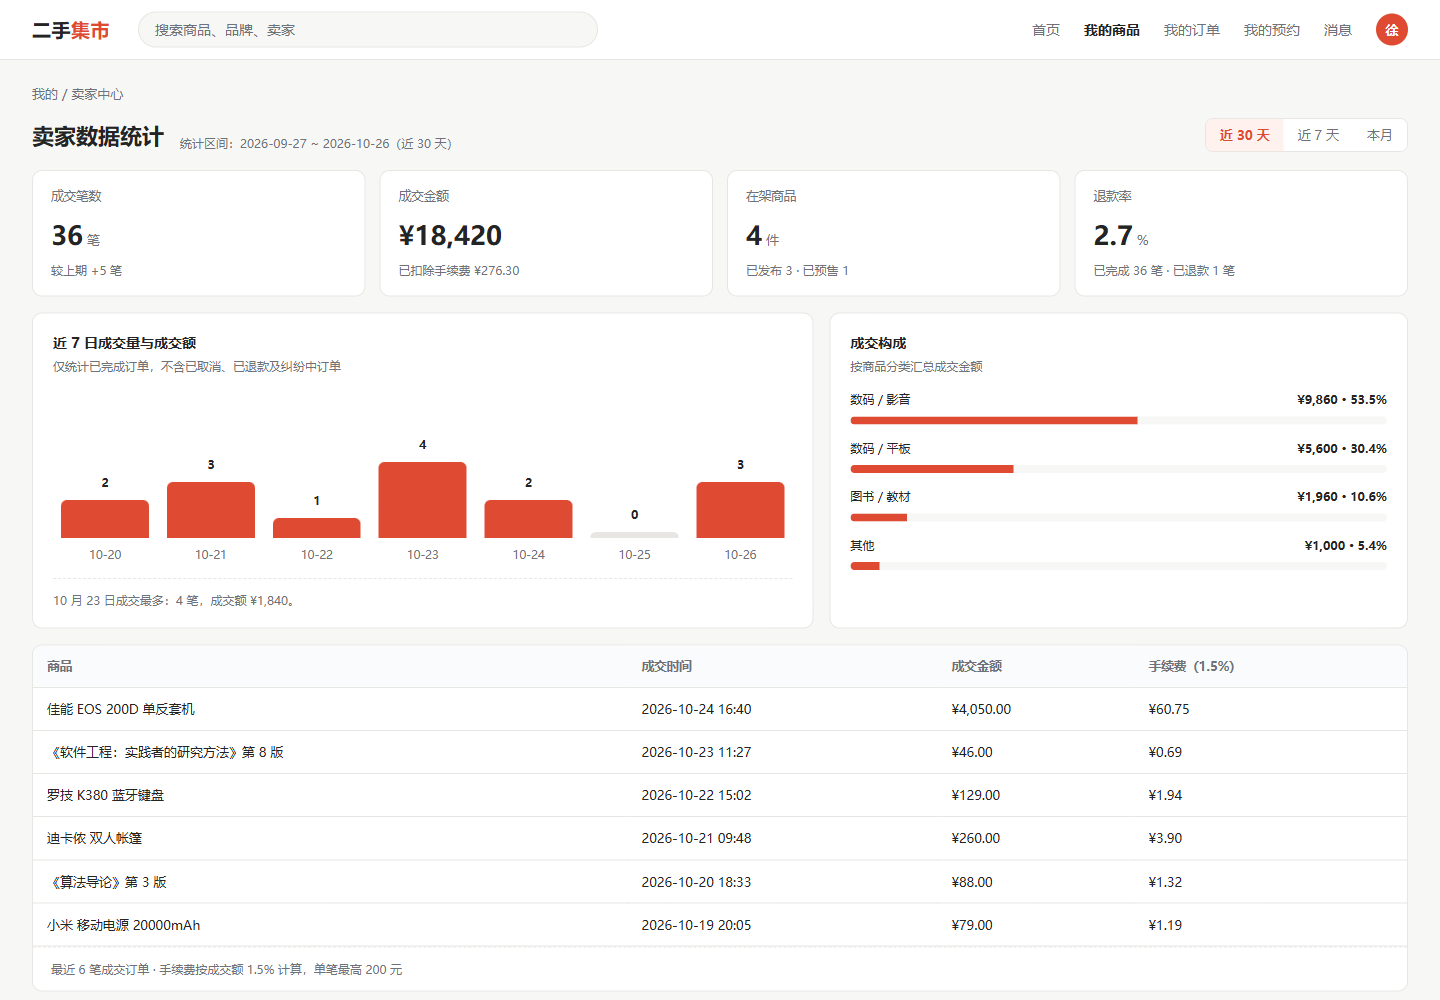 二手集市
搜索商品、品牌、卖家
首页 我的商品 我的订单 我的预约 消息 徐
我的 / 卖家中心
卖家数据统计 统计区间：2026-09-27 ~ 2026-10-26（近 30 天）
近 30 天 近 7 天 本月
成交笔数
36 笔
较上期 +5 笔
成交金额
¥18,420
已扣除手续费 ¥276.30
在架商品
4 件
已发布 3 · 已预售 1
退款率
2.7 %
已完成 36 笔 · 已退款 1 笔
近 7 日成交量与成交额
仅统计已完成订单，不含已取消、已退款及纠纷中订单
2 3 1 4 2 0 3
10-20 10-21 10-22 10-23 10-24 10-25 10-26
10 月 23 日成交最多：4 笔，成交额 ¥1,840。
成交构成
按商品分类汇总成交金额
数码 / 影音 ¥9,860 • 53.5%
数码 / 平板 ¥5,600 • 30.4%
图书 / 教材 ¥1,960 • 10.6%
其他 ¥1,000 • 5.4%
商品 成交时间 成交金额 手续费（1.5%）
佳能 EOS 200D 单反套机 2026-10-24 16:40 ¥4,050.00 ¥60.75
《软件工程：实践者的研究方法》第 8 版 2026-10-23 11:27 ¥46.00 ¥0.69
罗技 K380 蓝牙键盘 2026-10-22 15:02 ¥129.00 ¥1.94
迪卡侬 双人帐篷 2026-10-21 09:48 ¥260.00 ¥3.90
《算法导论》第 3 版 2026-10-20 18:33 ¥88.00 ¥1.32
小米 移动电源 20000mAh 2026-10-19 20:05 ¥79.00 ¥1.19
最近 6 笔成交订单 · 手续费按成交额 1.5% 计算，单笔最高 200 元